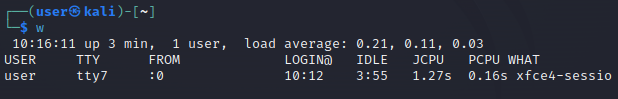 ┌──(user㉿kali)-[~]
└─$ w
 10:16:11 up 3 min,  1 user,  load average: 0.21, 0.11, 0.03
USER     TTY      FROM             LOGIN@   IDLE   JCPU   PCPU WHAT
user     tty7     :0               10:12    3:55   1.27s  0.16s xfce4-sessio